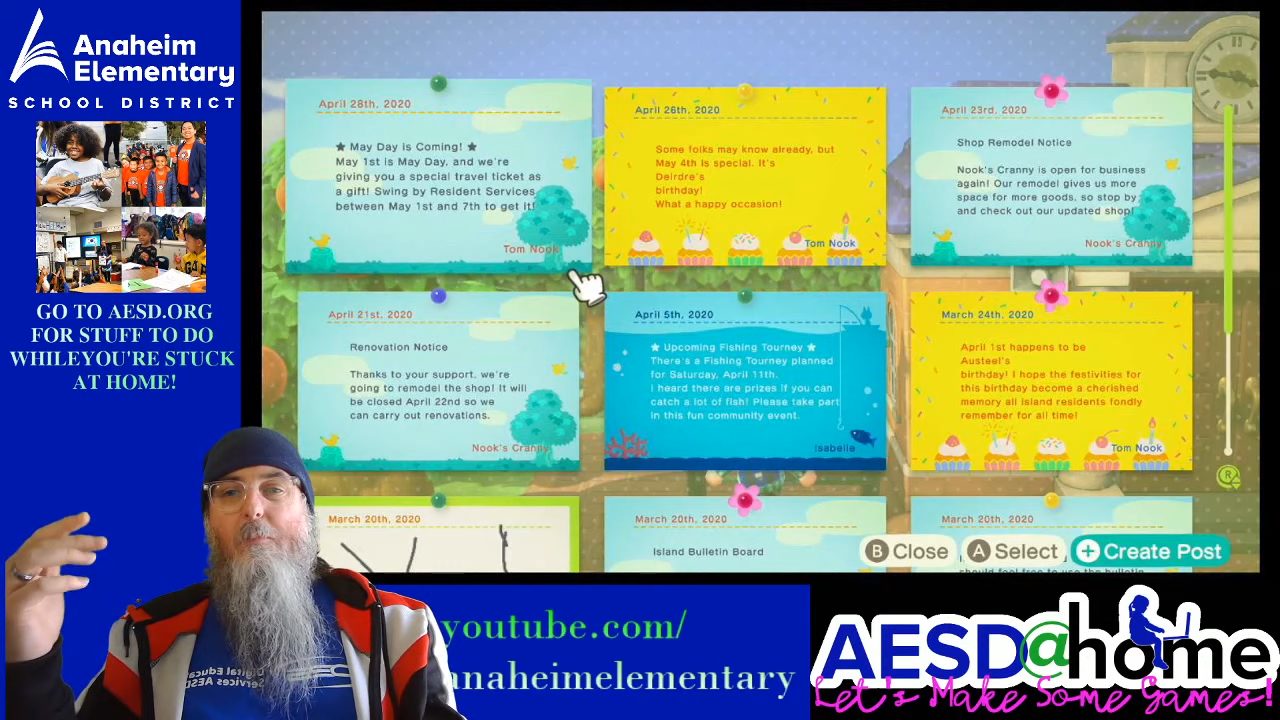 Anaheim
Elementary
SCHOOL DISTRICT
GO TO AESD.ORG
FOR STUFF TO DO
WHILEYOU'RE STUCK
AT HOME!
April 28th, 2020
★ May Day is Coming! ★
May 1st is May Day, and we're
giving you a special travel ticket as
a gift! Swing by Resident Services
between May 1st and 7th to get it!
Tom Nook
April 26th, 2020
Some folks may know already, but
May 4th is special. It's
Deirdre's
birthday!
What a happy occasion!
Tom Nook
April 23rd, 2020
Shop Remodel Notice
Nook's Cranny is open for business
again! Our remodel gives us more
space for more goods, so stop by
and check out our updated shop!
Nook's Cranny
April 21st, 2020
Renovation Notice
Thanks to your support, we're
going to remodel the shop! It will
be closed April 22nd so we
can carry out renovations.
Nook's Cranny
April 5th, 2020
★ Upcoming Fishing Tourney ★
There's a Fishing Tourney planned
for Saturday, April 11th.
I heard there are prizes if you can
catch a lot of fish! Please take part
in this fun community event.
Isabelle
March 24th, 2020
April 1st happens to be
Austeel's
birthday! I hope the festivities for
this birthday become a cherished
memory all island residents fondly
remember for all time!
Tom Nook
March 20th, 2020
March 20th, 2020
Island Bulletin Board
March 20th, 2020
should feel free to use the bulletin
B Close A Select + Create Post
R
Digital Educa
Services AESD
youtube.com/
anaheimelementary
AESD@home
Let's Make Some Games!